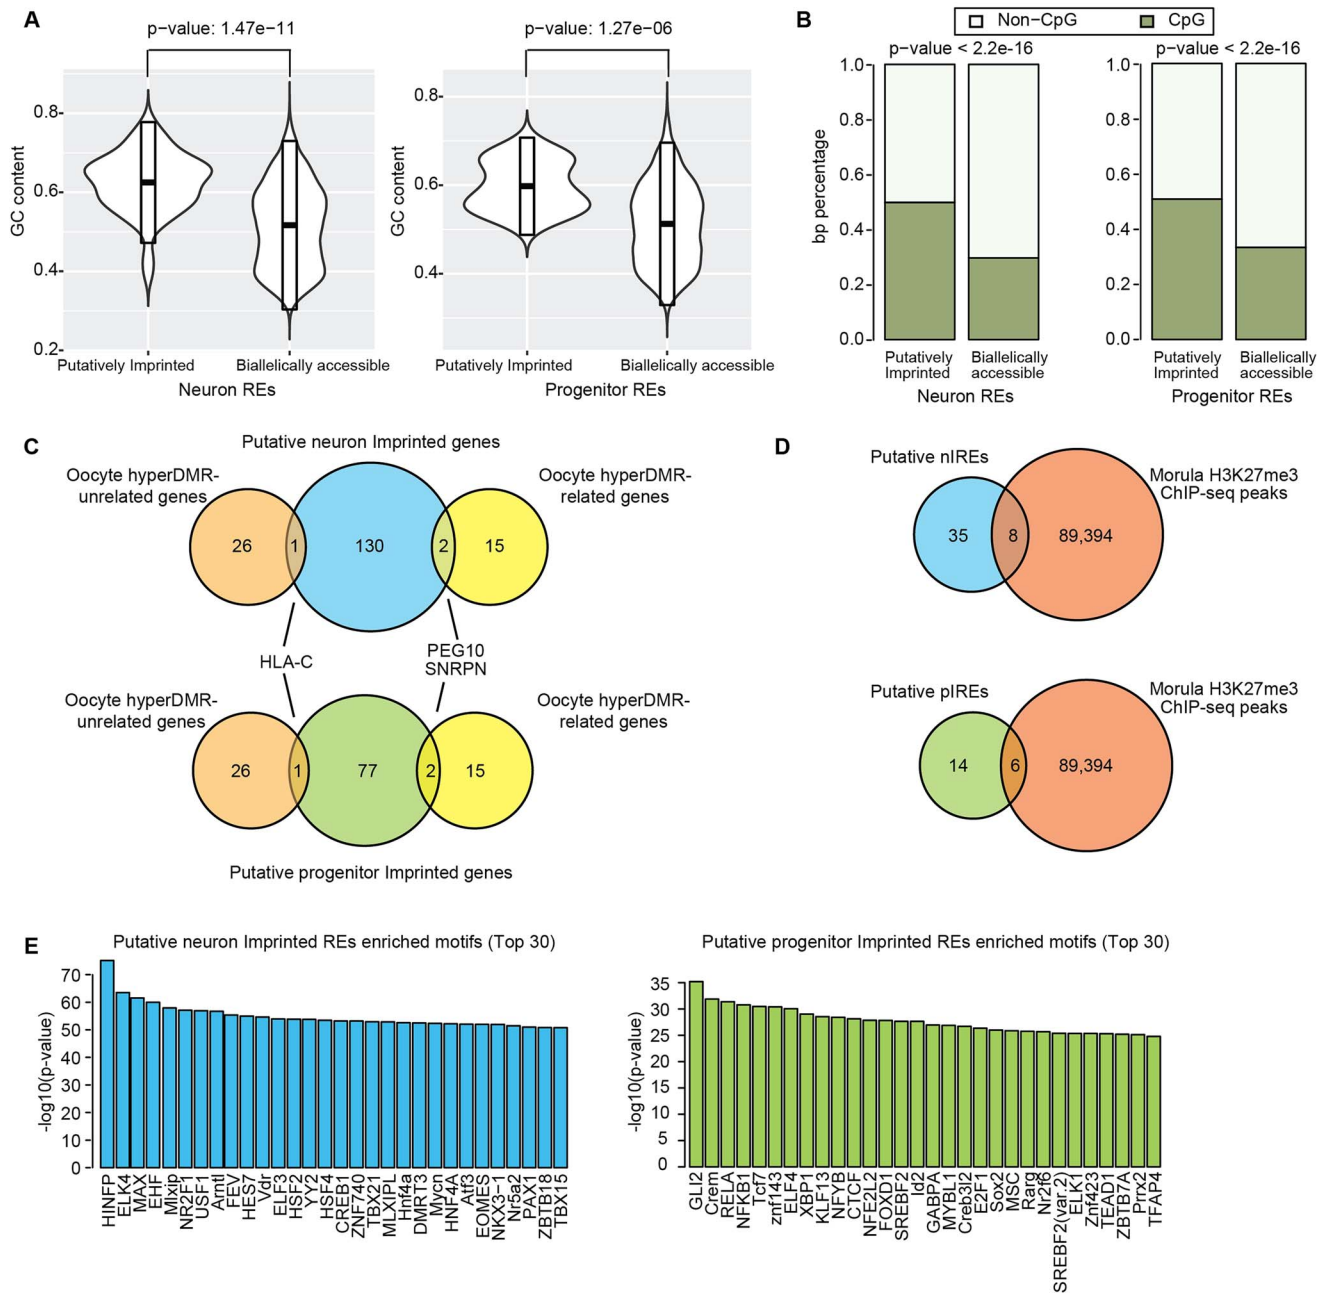 A
p-value: 1.47e−11
p-value: 1.27e−06
GC content
0.8
0.6
0.4
0.2
Putatively Imprinted
Biallelically accessible
Neuron REs
GC content
0.8
0.6
0.4
Putatively Imprinted
Biallelically accessible
Progenitor REs
B
Non−CpG
CpG
p−value < 2.2e-16
p−value < 2.2e-16
bp percentage
1.0
0.8
0.6
0.4
0.2
0.0
Putatively
Imprinted
Biallelically
accessible
Neuron REs
1.0
0.8
0.6
0.4
0.2
0.0
Putatively
Imprinted
Biallelically
accessible
Progenitor REs
C
Putative neuron Imprinted genes
Oocyte hyperDMR-
unrelated genes
Oocyte hyperDMR-
related genes
26
1
130
2
15
HLA-C
PEG10
SNRPN
Oocyte hyperDMR-
unrelated genes
Oocyte hyperDMR-
related genes
26
1
77
2
15
Putative progenitor Imprinted genes
D
Putative nIREs
Morula H3K27me3
ChIP-seq peaks
35
8
89,394
Putative pIREs
Morula H3K27me3
ChIP-seq peaks
14
6
89,394
E
Putative neuron Imprinted REs enriched motifs (Top 30)
-log10(p-value)
70
60
50
40
30
20
10
0
HINFP
ELK4
MAX
EHF
Mlxip
NR2F1
USF1
Arntl
FEV
HES7
Vdr
ELF3
HSF2
YY2
HSF4
CREB1
ZNF740
TBX21
MLXIPL
Hnf4a
DMRT3
Mycn
HNF4A
Atf3
EOMES
NKX3−1
Nr5a2
PAX1
ZBTB18
TBX15
Putative progenitor Imprinted REs enriched motifs (Top 30)
-log10(p-value)
35
30
25
20
15
10
5
0
GLI2
Crem
RELA
NFKB1
Tcf7
znf143
ELF4
XBP1
KLF13
NFYB
CTCF
NFE2L2
FOXD1
SREBF2
Id2
GABPA
MYBL1
Creb3l2
E2F1
Sox2
MSC
Rarg
Nr2f6
SREBF2(var.2)
ELK1
Znf423
TEAD1
ZBTB7A
Prrx2
TFAP4